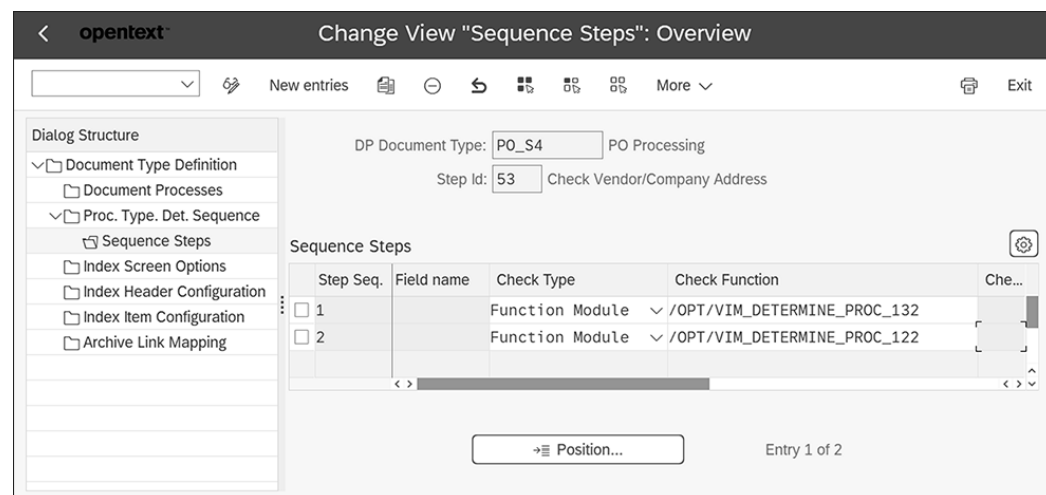 opentext™
Change View "Sequence Steps": Overview
New entries
More
Exit
Dialog Structure
Document Type Definition
Document Processes
Proc. Type. Det. Sequence
Sequence Steps
Index Screen Options
Index Header Configuration
Index Item Configuration
Archive Link Mapping
DP Document Type: PO_S4 PO Processing
Step Id: 53 Check Vendor/Company Address
Sequence Steps
Step Seq. Field name Check Type Check Function Che...
1 Function Module /OPT/VIM_DETERMINE_PROC_132
2 Function Module /OPT/VIM_DETERMINE_PROC_122
Position... Entry 1 of 2